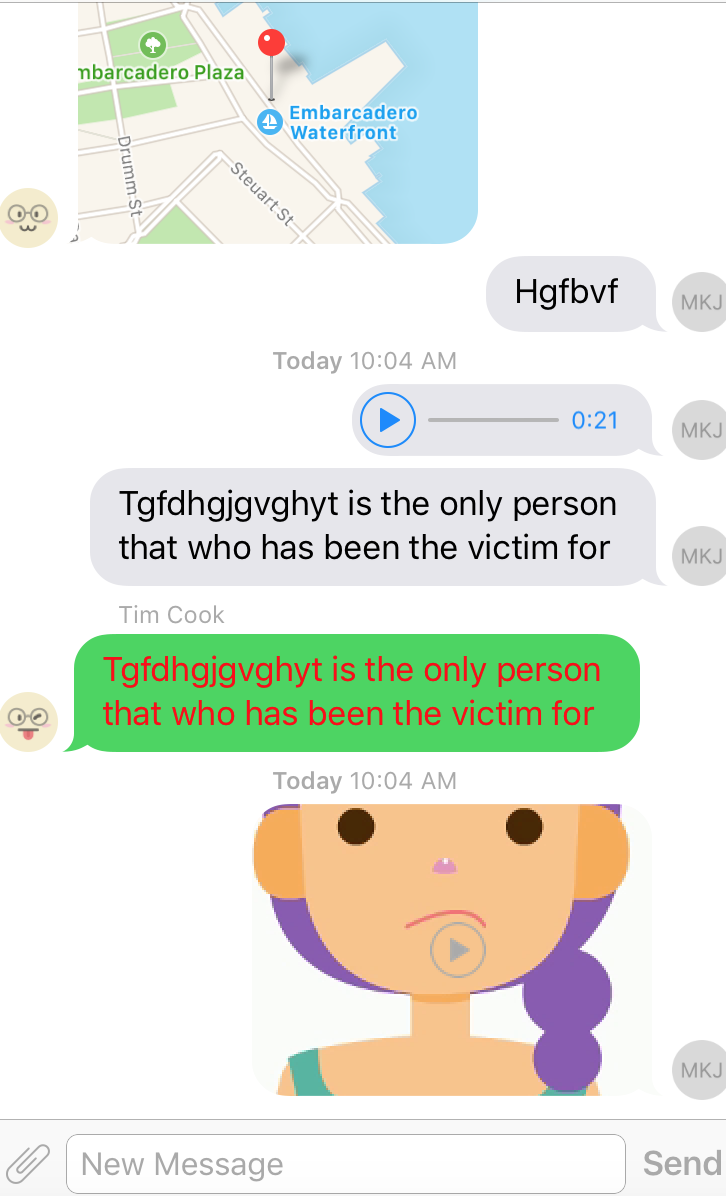 mbarcadero Plaza
Embarcadero
Waterfront
Drumm St
Steuart St
Hgfbvf
MKJ
Today 10:04 AM
0:21
MKJ
Tgfdhgjgvghyt is the only person
that who has been the victim for
MKJ
Tim Cook
Tgfdhgjgvghyt is the only person
that who has been the victim for
Today 10:04 AM
MKJ
New Message
Send